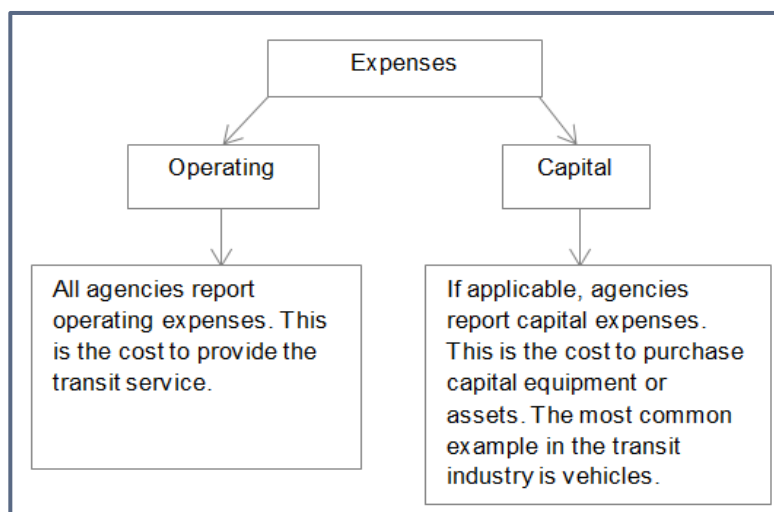 Expenses
Operating
Capital
All agencies report
operating expenses. This
is the cost to provide the
transit service.
If applicable, agencies
report capital expenses.
This is the cost to purchase
capital equipment or
assets. The most common
example in the transit
industry is vehicles.